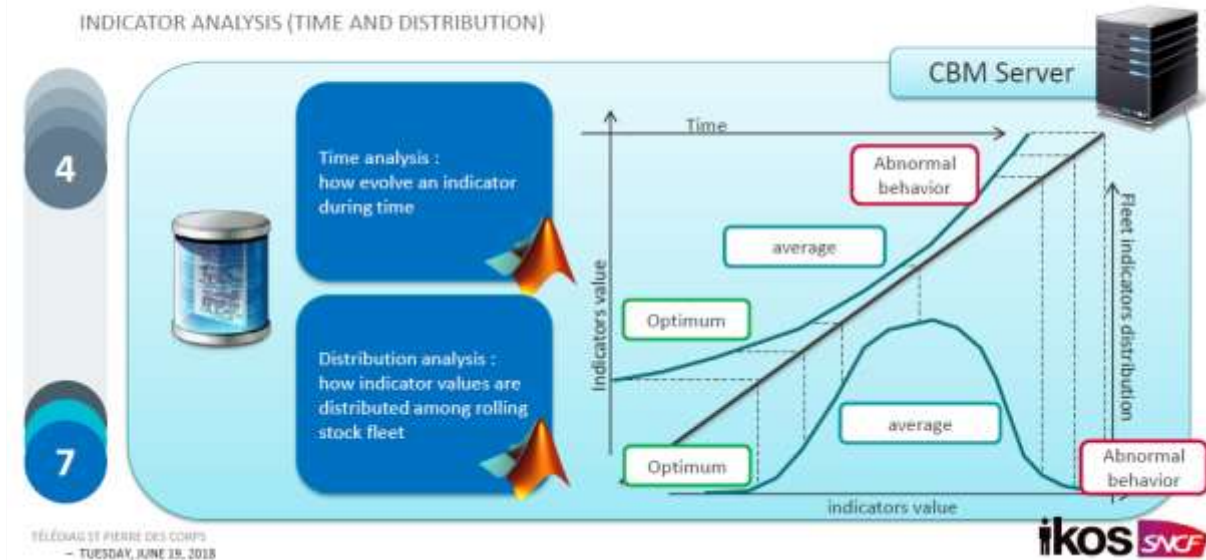 INDICATOR ANALYSIS (TIME AND DISTRIBUTION)
CBM Server
4
Time analysis :
how evolve an indicator
during time
Time
Abnormal
behavior
average
Optimum
Indicators value
Fleet indicators distribution
Distribution analysis :
how indicator values are
distributed among rolling
stock fleet
7
average
Optimum
Abnormal
behavior
indicators value
TÉLÉDIAG ST PIERRE DES CORPS
– TUESDAY, JUNE 19, 2018
ikos
SNCF